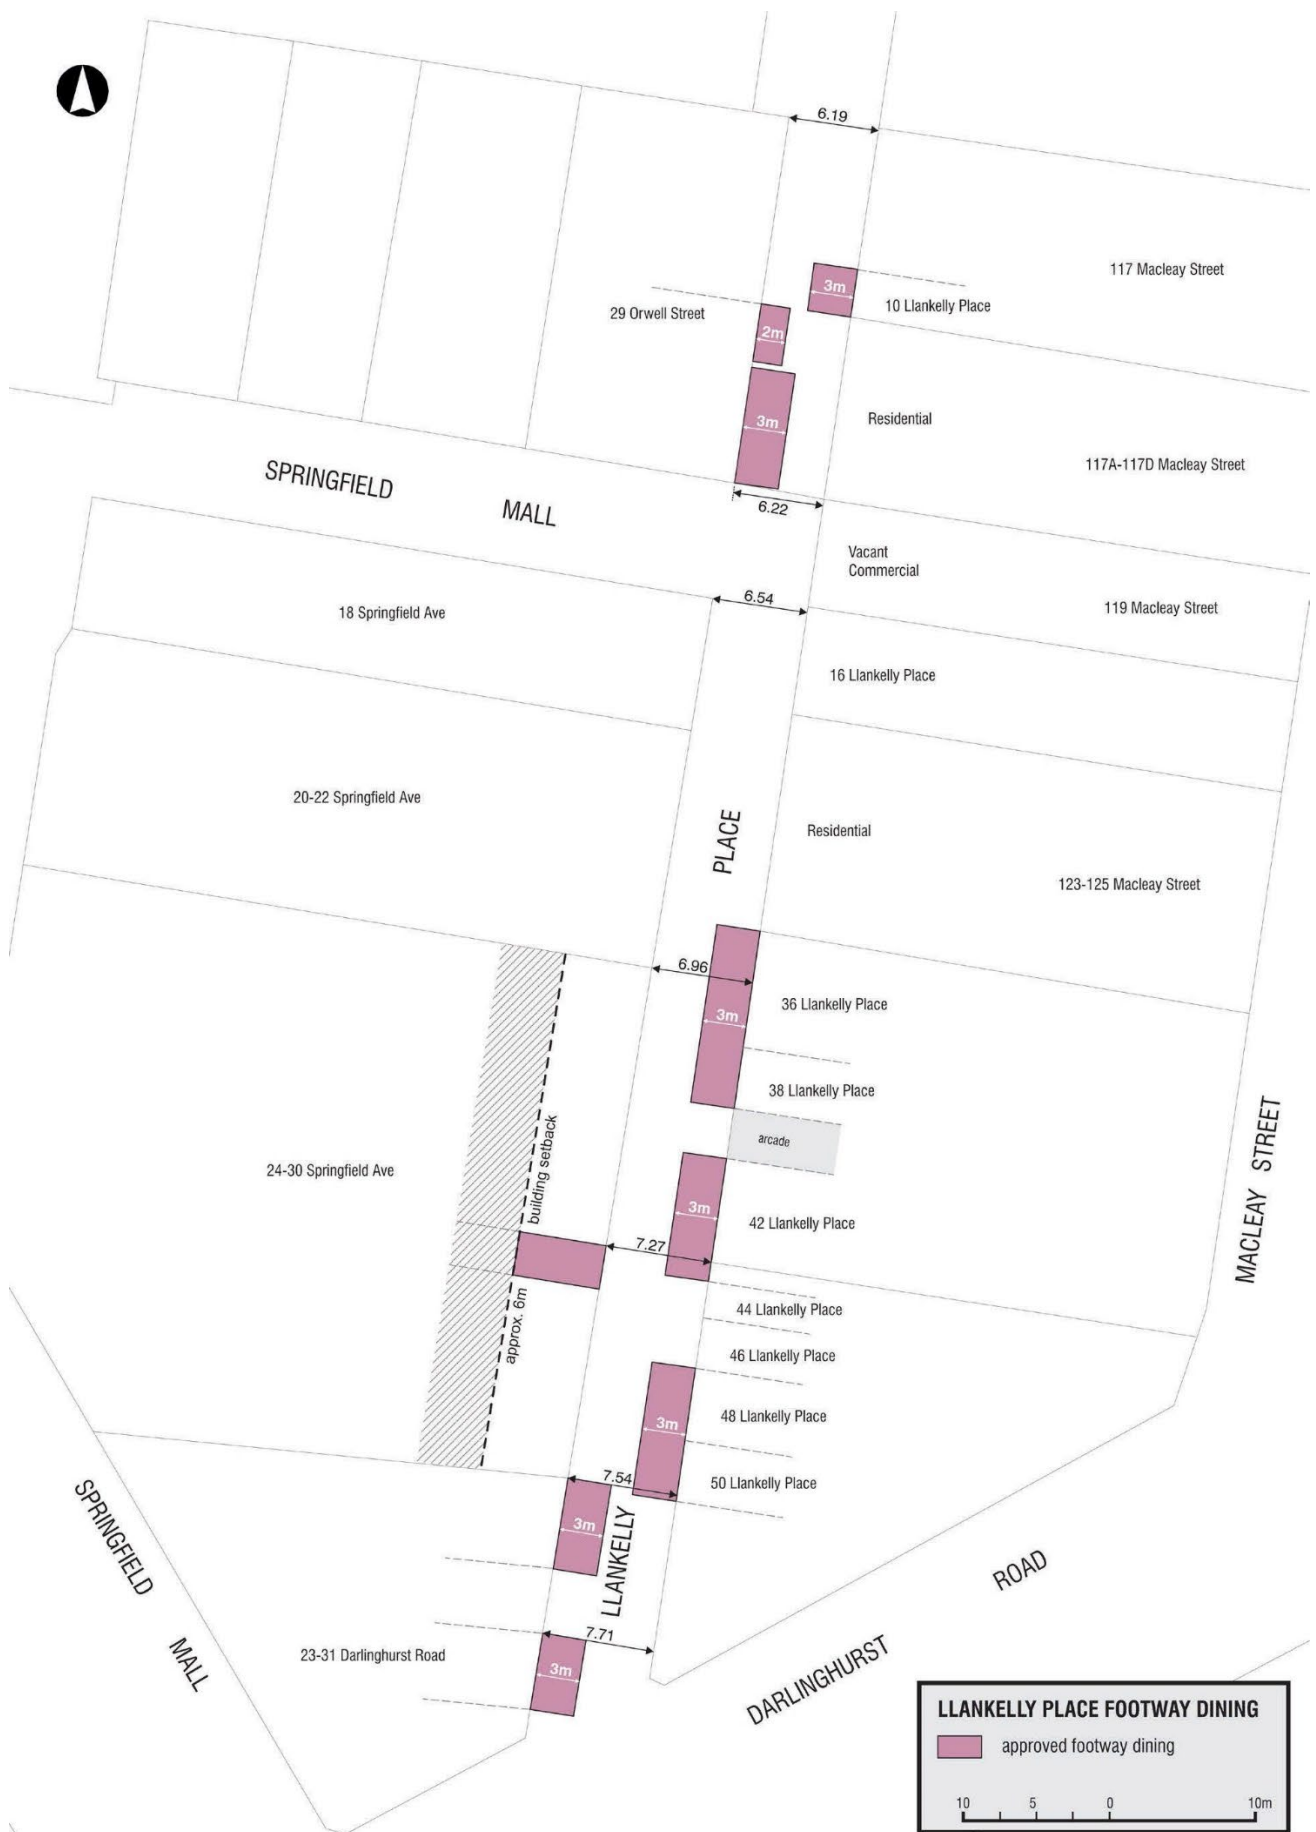 6.19
117 Macleay Street
3m
10 Llankelly Place
29 Orwell Street
2m
3m
Residential
117A-117D Macleay Street
SPRINGFIELD
MALL
6.22
Vacant
Commercial
6.54
18 Springfield Ave
119 Macleay Street
16 Llankelly Place
20-22 Springfield Ave
PLACE
Residential
123-125 Macleay Street
6.96
3m
36 Llankelly Place
38 Llankelly Place
arcade
building setback
24-30 Springfield Ave
MACLEAY STREET
3m
42 Llankelly Place
7.27
approx. 6m
44 Llankelly Place
46 Llankelly Place
3m
48 Llankelly Place
7.54
50 Llankelly Place
3m
LLANKELLY
SPRINGFIELD
MALL
ROAD
7.71
23-31 Darlinghurst Road
3m
DARLINGHURST
LLANKELLY PLACE FOOTWAY DINING
approved footway dining
10 5 0 10m